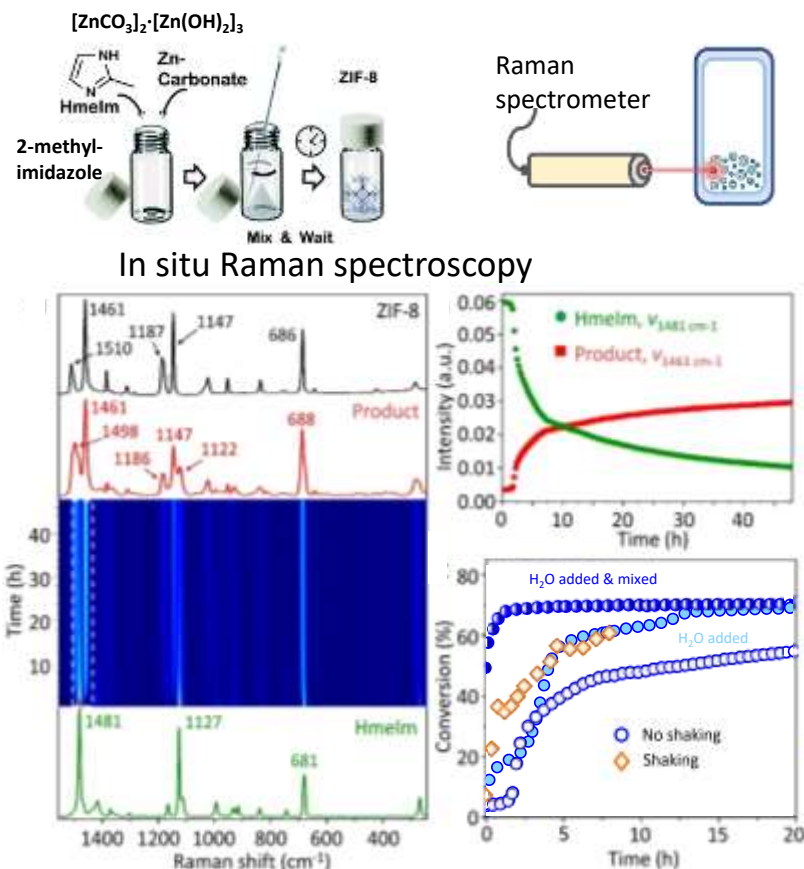 [ZnCO₃]₂·[Zn(OH)₂]₃
NH
N
HmeIm
Zn-
Carbonate
ZIF-8
2-methyl-
imidazole
Mix & Wait
Raman
spectrometer
In situ Raman spectroscopy
ZIF-8
1461
1510
1187
1147
686
Product
1461
1498
1186
1147
1122
688
Time (h)
40
30
20
10
HmeIm
1481
1127
681
1400 1200 1000 800 600 400
Raman shift (cm⁻¹)
Intensity (a.u.)
0.06
0.05
0.04
0.03
0.02
0.01
0.00
HmeIm, ν1481 cm-1
Product, ν1461 cm-1
0 10 20 30 40
Time (h)
Conversion (%)
80
60
40
20
0
H₂O added & mixed
H₂O added
No shaking
Shaking
0 5 10 15 20
Time (h)